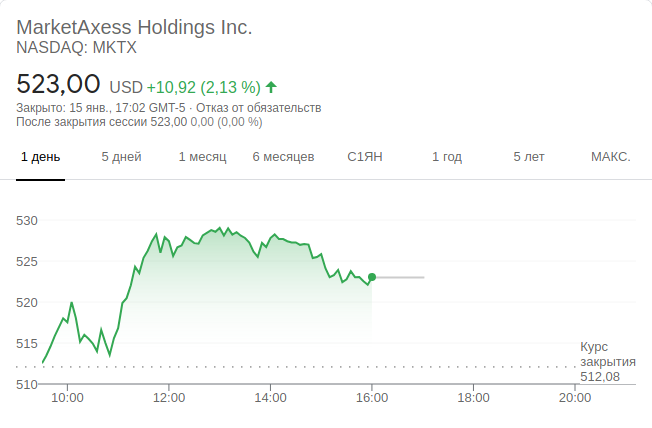 MarketAxess Holdings Inc.
NASDAQ: MKTX
523,00 USD +10,92 (2,13 %)
Закрыто: 15 янв., 17:02 GMT-5 · Отказ от обязательств
После закрытия сессии 523,00 0,00 (0,00 %)
1 день 5 дней 1 месяц 6 месяцев С1ЯН 1 год 5 лет МАКС.
530
525
520
515
510
Курс
закрытия
512,08
10:00 12:00 14:00 16:00 18:00 20:00